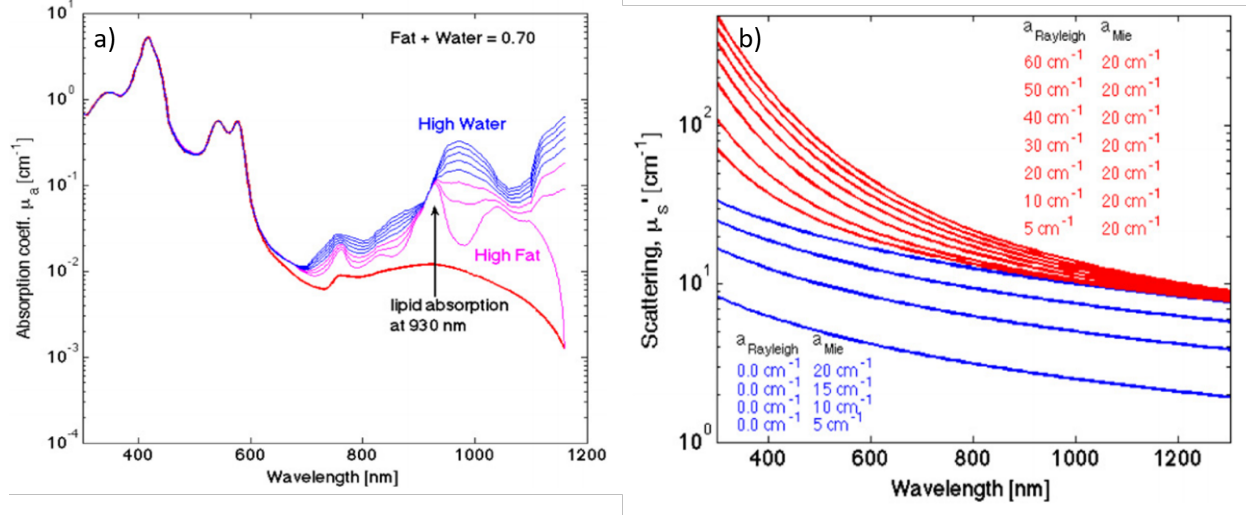 a)
Fat + Water = 0.70
High Water
High Fat
lipid absorption
at 930 nm
10^1
10^0
10^-1
10^-2
10^-3
10^-4
Absorption coeff. μ_a [cm^-1]
400 600 800 1000 1200
Wavelength [nm]
b)
a_Rayleigh a_Mie
60 cm^-1 20 cm^-1
50 cm^-1 20 cm^-1
40 cm^-1 20 cm^-1
30 cm^-1 20 cm^-1
20 cm^-1 20 cm^-1
10 cm^-1 20 cm^-1
5 cm^-1 20 cm^-1
a_Rayleigh a_Mie
0.0 cm^-1 20 cm^-1
0.0 cm^-1 15 cm^-1
0.0 cm^-1 10 cm^-1
0.0 cm^-1 5 cm^-1
10^2
10^1
10^0
Scattering, μ_s' [cm^-1]
400 600 800 1000 1200
Wavelength [nm]